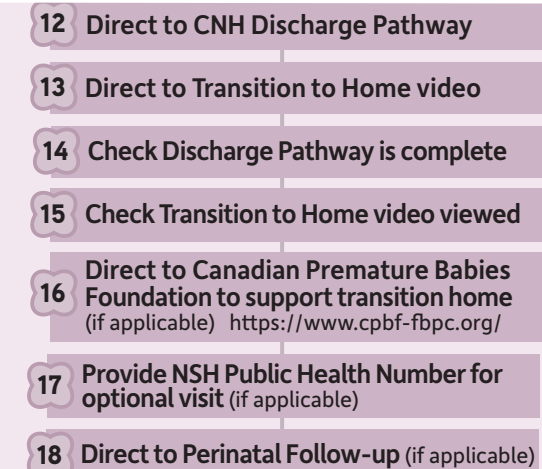 12 Direct to CNH Discharge Pathway
13 Direct to Transition to Home video
14 Check Discharge Pathway is complete
15 Check Transition to Home video viewed
16 Direct to Canadian Premature Babies
Foundation to support transition home
(if applicable) https://www.cpbf-fbpc.org/
17 Provide NSH Public Health Number for
optional visit (if applicable)
18 Direct to Perinatal Follow-up (if applicable)